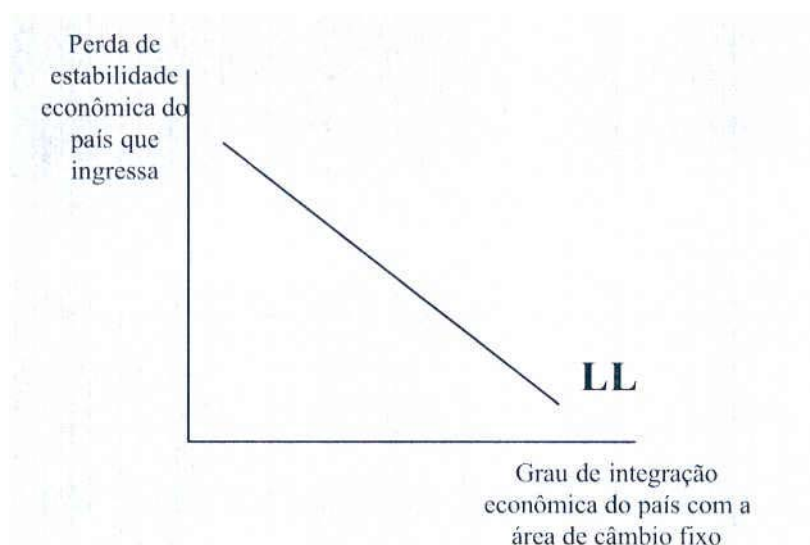 Perda de
estabilidade
econômica do
país que
ingressa
LL
Grau de integração
econômica do país com a
área de câmbio fixo